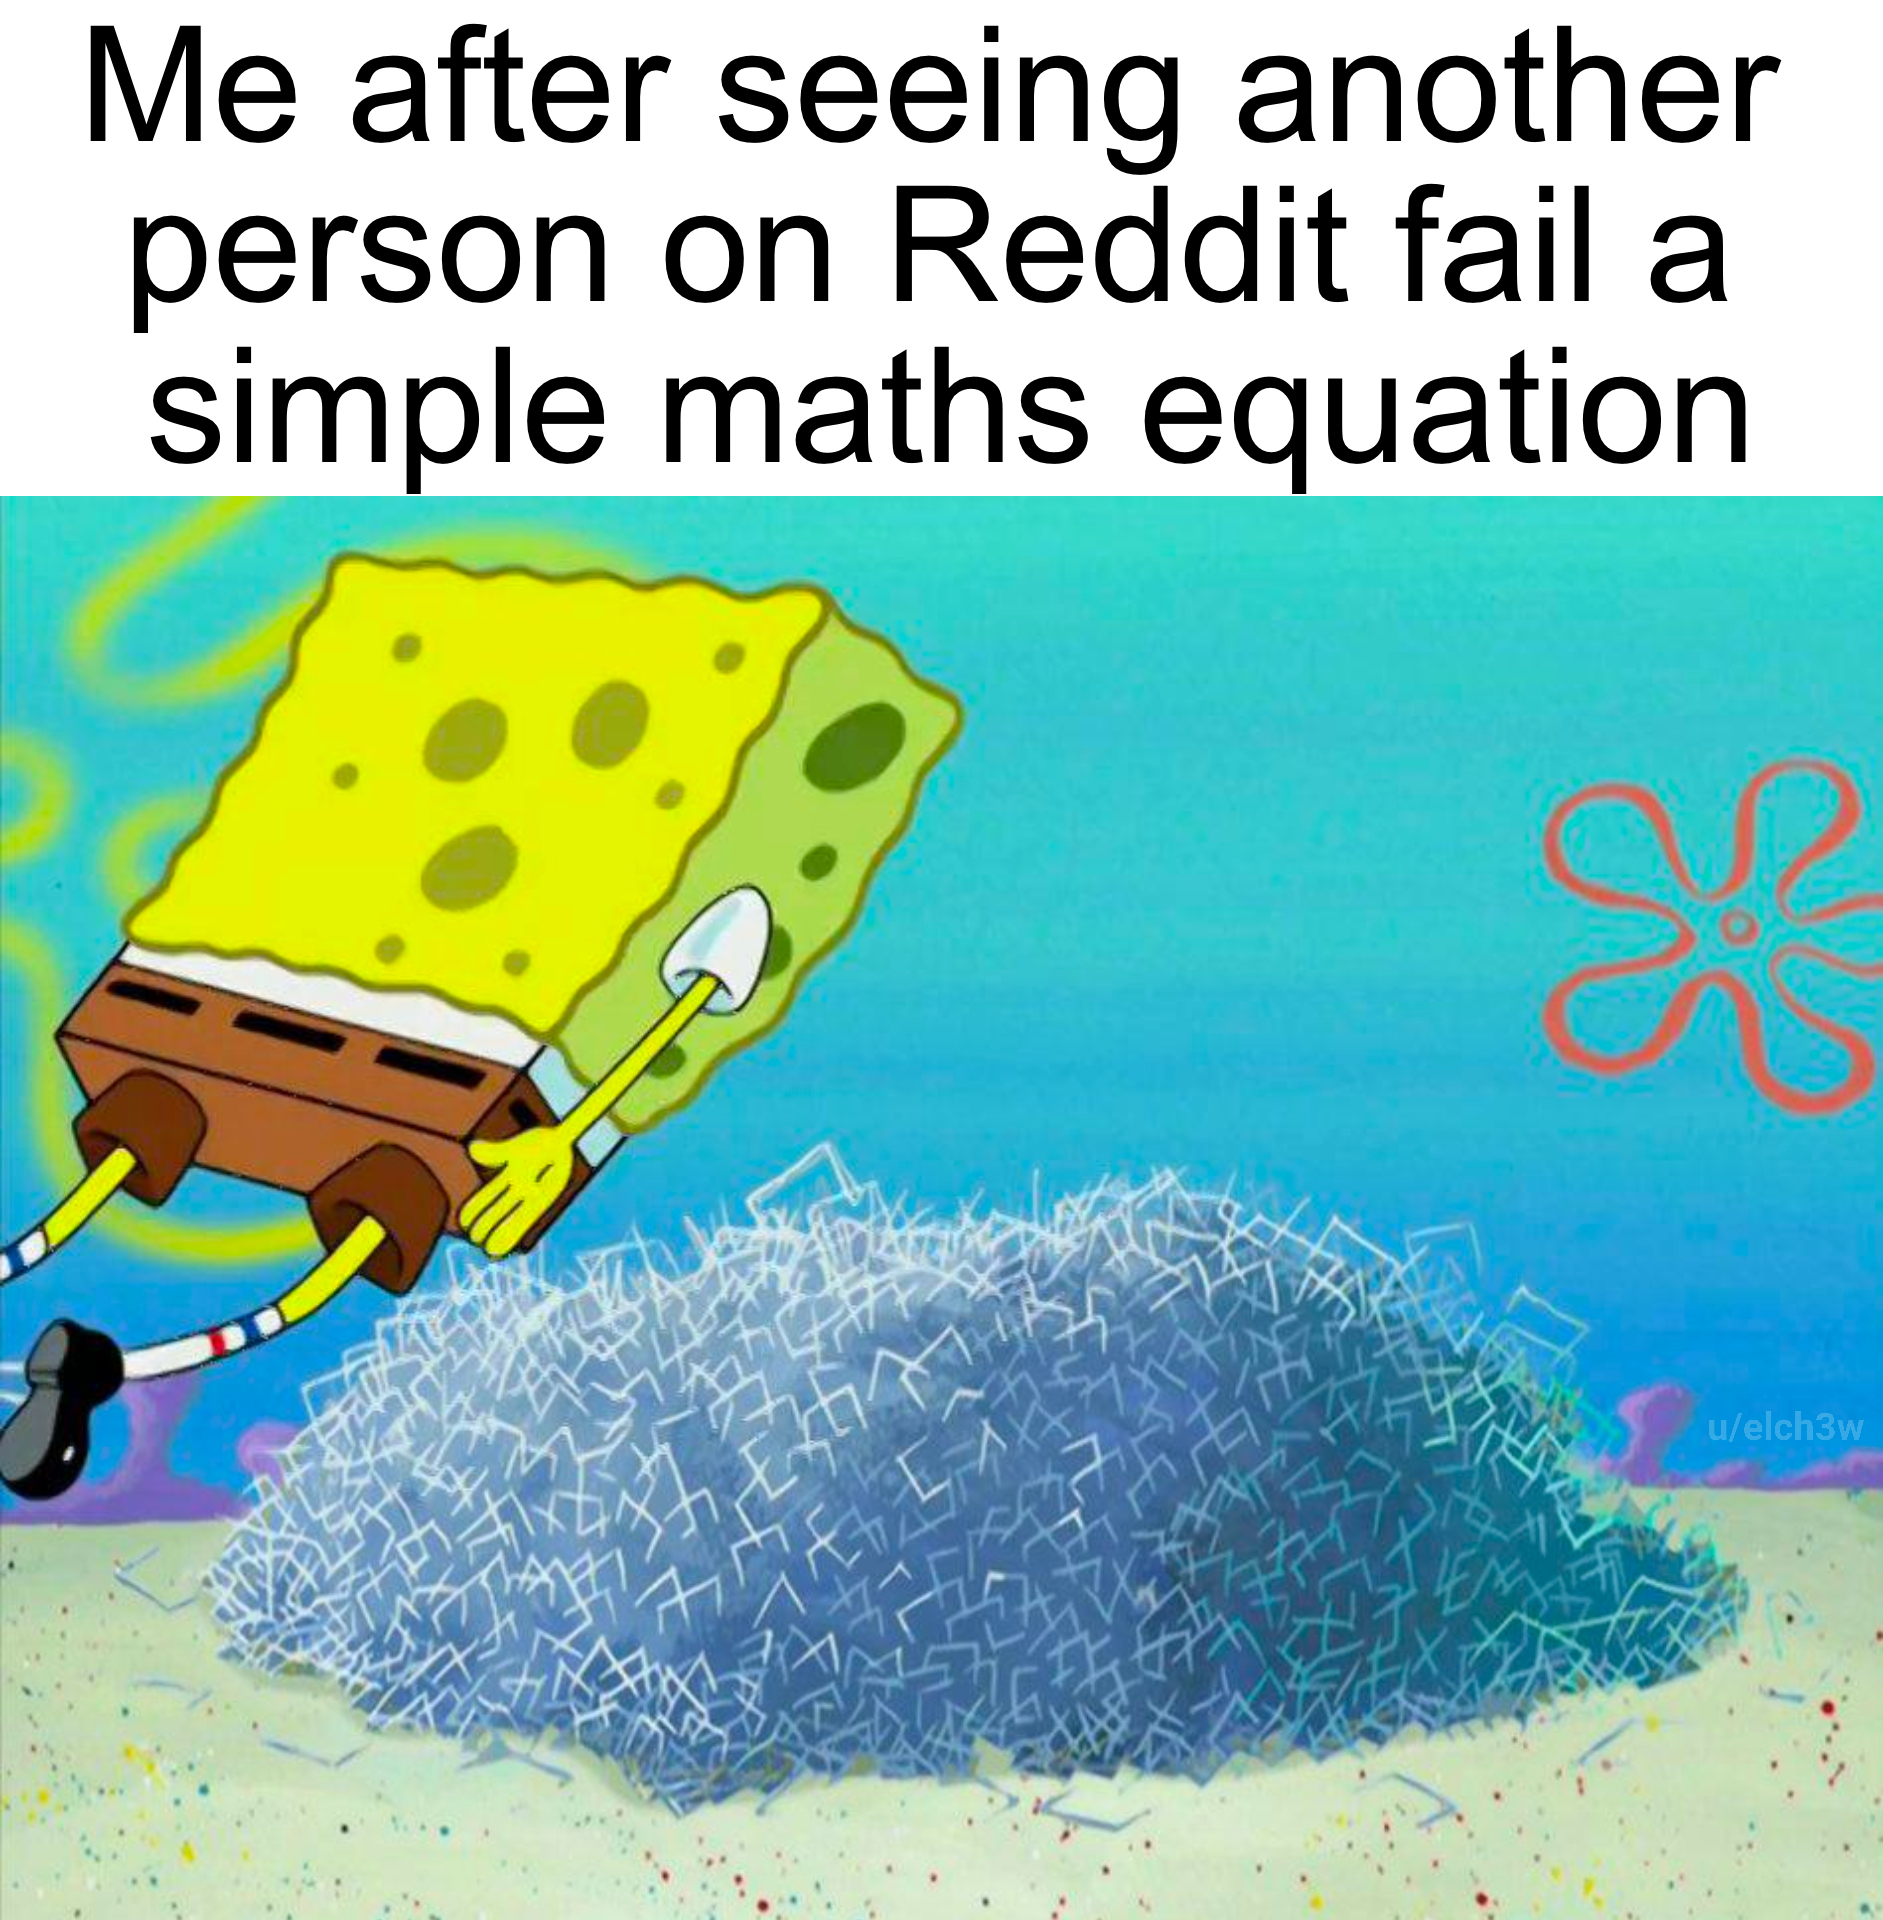 Me after seeing another
person on Reddit fail a
simple maths equation
u/elch3w